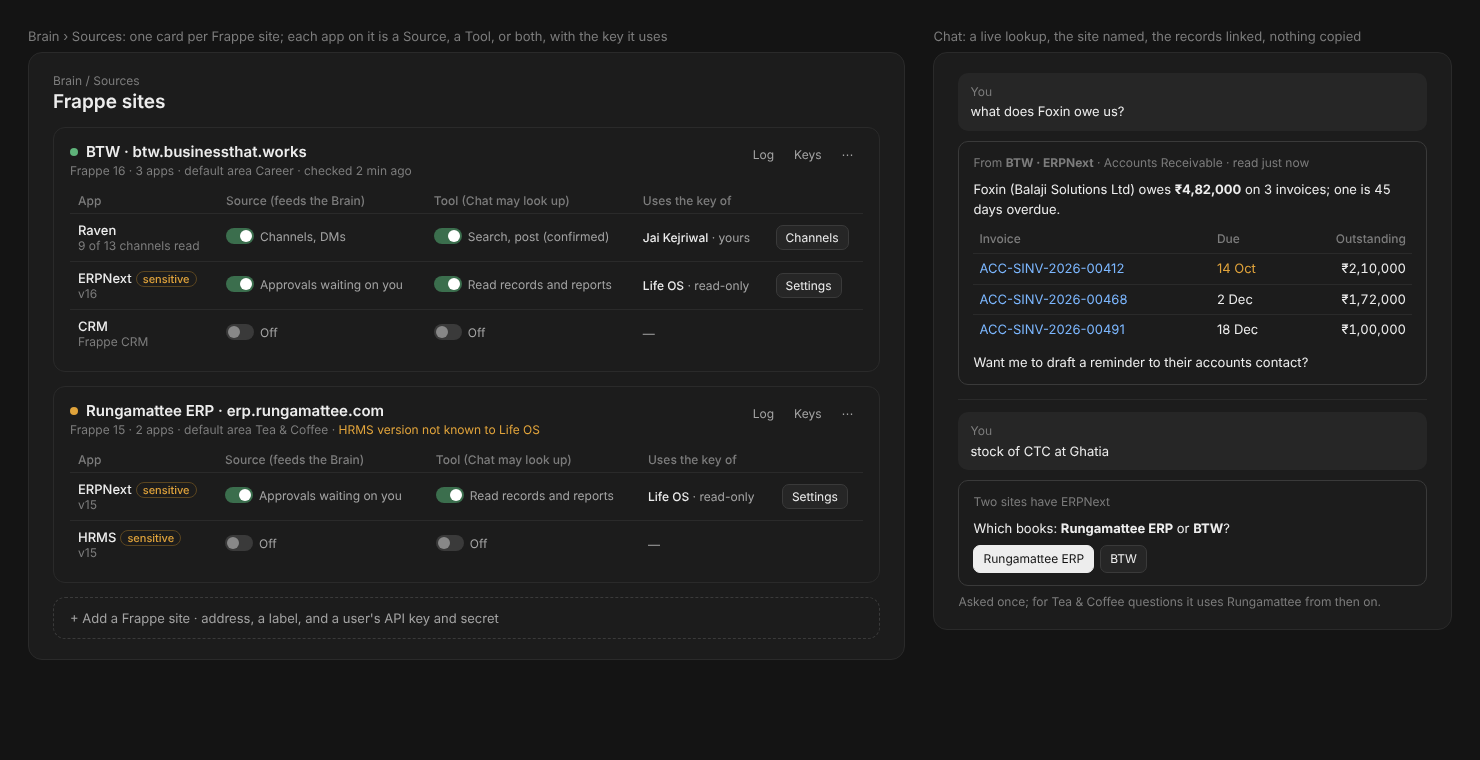 Brain › Sources: one card per Frappe site; each app on it is a Source, a Tool, or both, with the key it uses
Brain / Sources
Frappe sites
BTW · btw.businessthat.works
Log Keys ···
Frappe 16 · 3 apps · default area Career · checked 2 min ago
App Source (feeds the Brain) Tool (Chat may look up) Uses the key of
Raven
9 of 13 channels read
Channels, DMs Search, post (confirmed) Jai Kejriwal · yours Channels
ERPNext sensitive
v16
Approvals waiting on you Read records and reports Life OS · read-only Settings
CRM
Frappe CRM
Off Off —
Rungamattee ERP · erp.rungamattee.com
Log Keys ···
Frappe 15 · 2 apps · default area Tea & Coffee · HRMS version not known to Life OS
App Source (feeds the Brain) Tool (Chat may look up) Uses the key of
ERPNext sensitive
v15
Approvals waiting on you Read records and reports Life OS · read-only Settings
HRMS sensitive
v15
Off Off —
+ Add a Frappe site · address, a label, and a user's API key and secret
Chat: a live lookup, the site named, the records linked, nothing copied
You
what does Foxin owe us?
From BTW · ERPNext · Accounts Receivable · read just now
Foxin (Balaji Solutions Ltd) owes ₹4,82,000 on 3 invoices; one is 45
days overdue.
Invoice Due Outstanding
ACC-SINV-2026-00412 14 Oct ₹2,10,000
ACC-SINV-2026-00468 2 Dec ₹1,72,000
ACC-SINV-2026-00491 18 Dec ₹1,00,000
Want me to draft a reminder to their accounts contact?
You
stock of CTC at Ghatia
Two sites have ERPNext
Which books: Rungamattee ERP or BTW?
Rungamattee ERP BTW
Asked once; for Tea & Coffee questions it uses Rungamattee from then on.